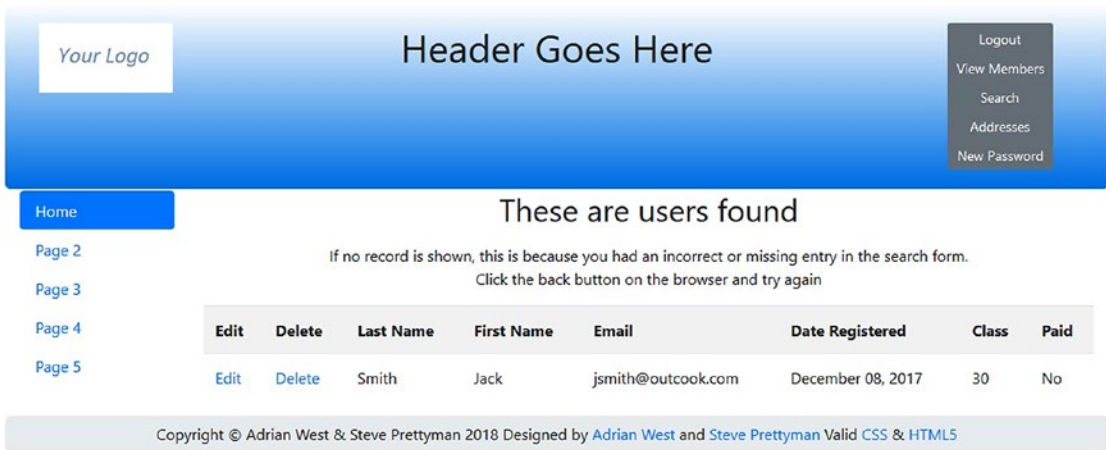 Your Logo
Header Goes Here
Logout
View Members
Search
Addresses
New Password
Home
Page 2
Page 3
Page 4
Page 5
These are users found
If no record is shown, this is because you had an incorrect or missing entry in the search form.
Click the back button on the browser and try again
Edit Delete Last Name First Name Email Date Registered Class Paid
Edit Delete Smith Jack jsmith@outcook.com December 08, 2017 30 No
Copyright © Adrian West & Steve Prettyman 2018 Designed by Adrian West and Steve Prettyman Valid CSS & HTML5